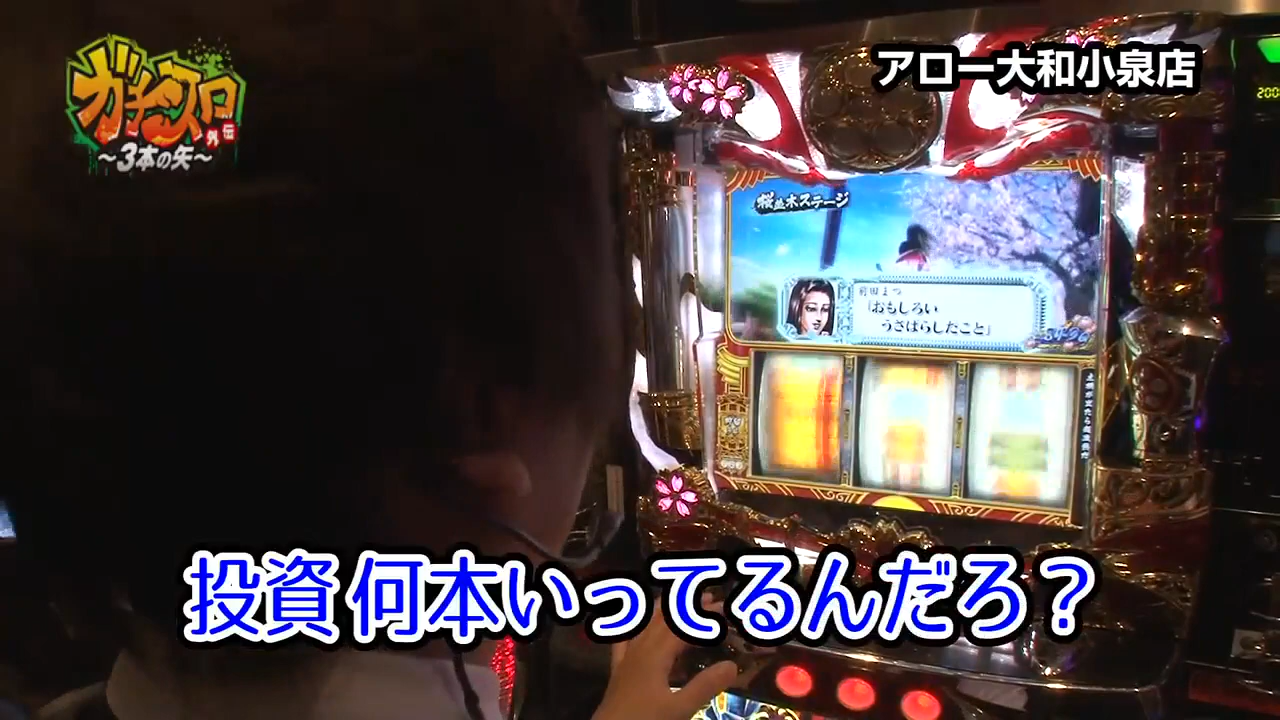 ガチスロ
外伝
～3本の矢～
アロー大和小泉店
桜並木ステージ
前田まつ
「おもしろい
うさばらしたこと」
投資何本いってるんだろ？